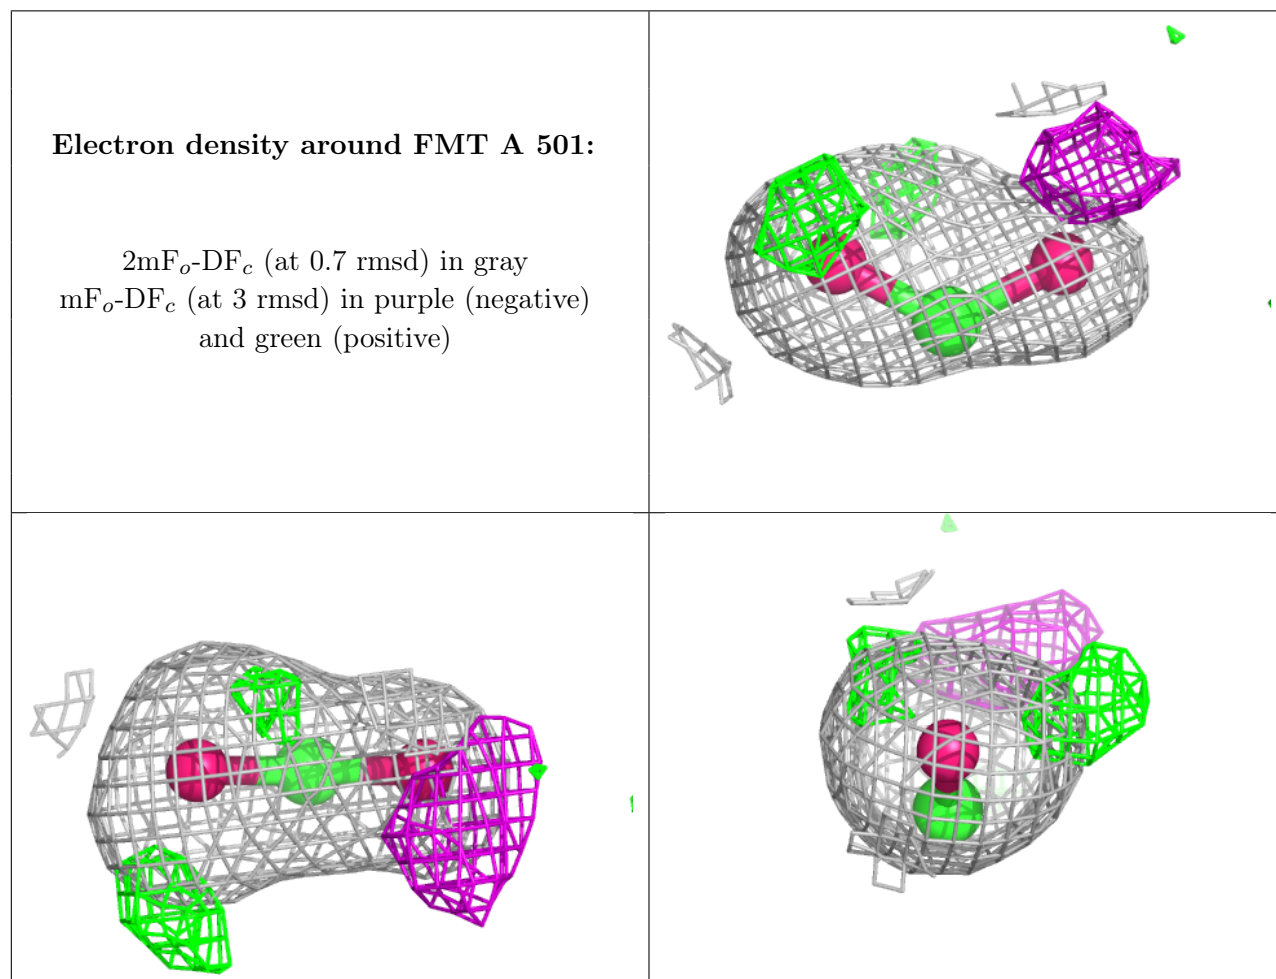 Electron density around FMT A 501:
2mFo-DFc (at 0.7 rmsd) in gray
mFo-DFc (at 3 rmsd) in purple (negative)
and green (positive)